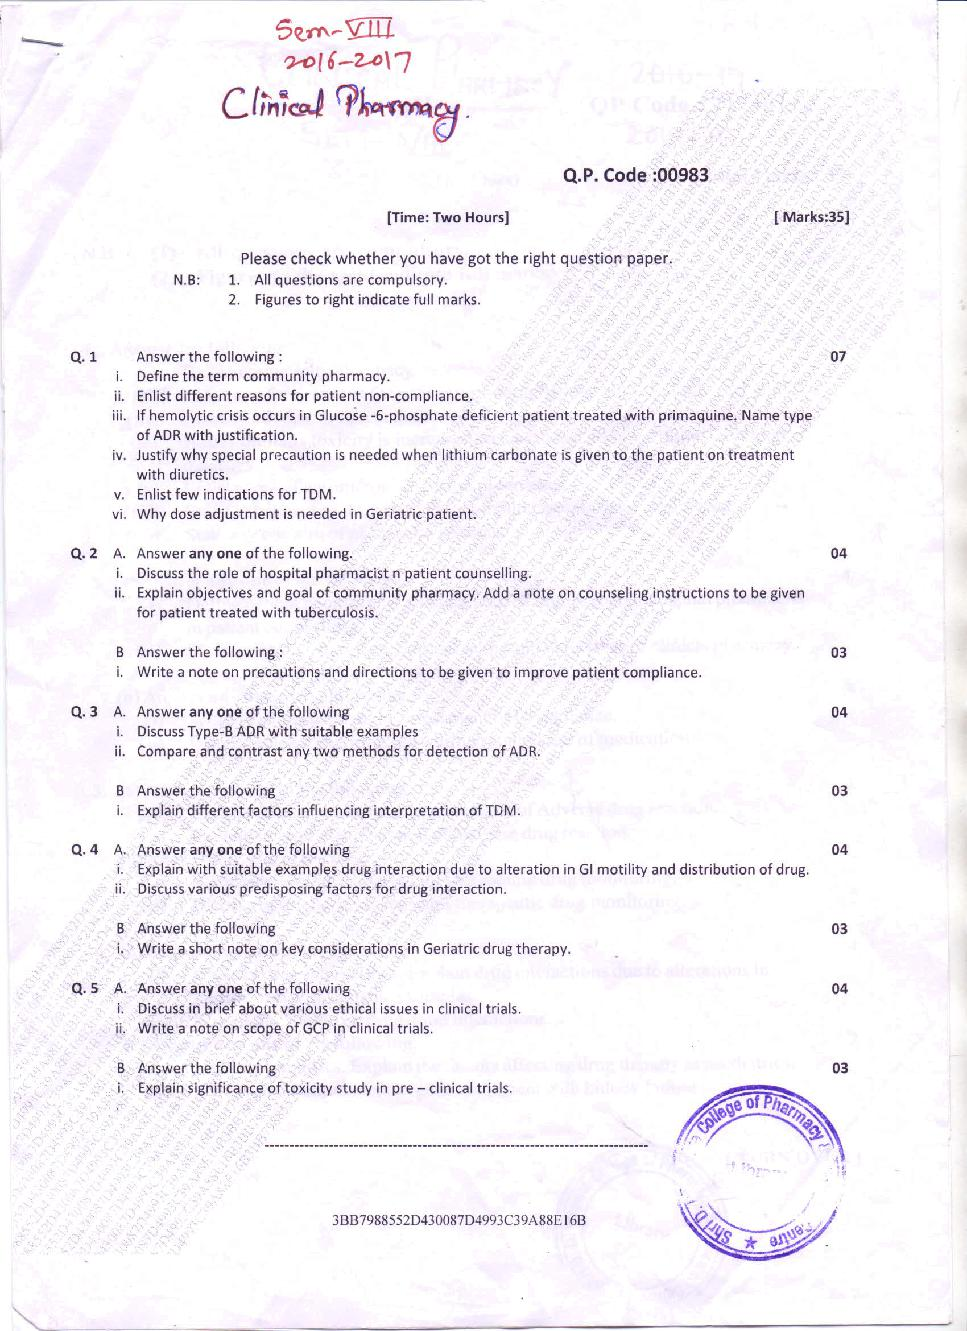 Sem-VIII
2016-2017
Clinical Pharmacy.
Q.P. Code :00983
[Time: Two Hours] [ Marks:35]
Please check whether you have got the right question paper.
N.B: 1. All questions are compulsory.
2. Figures to right indicate full marks.
Q. 1 Answer the following : 07
i. Define the term community pharmacy.
ii. Enlist different reasons for patient non-compliance.
iii. If hemolytic crisis occurs in Glucose -6-phosphate deficient patient treated with primaquine. Name type
of ADR with justification.
iv. Justify why special precaution is needed when lithium carbonate is given to the patient on treatment
with diuretics.
v. Enlist few indications for TDM.
vi. Why dose adjustment is needed in Geriatric patient.
Q. 2 A. Answer any one of the following. 04
i. Discuss the role of hospital pharmacist n patient counselling.
ii. Explain objectives and goal of community pharmacy. Add a note on counseling instructions to be given
for patient treated with tuberculosis.
B Answer the following : 03
i. Write a note on precautions and directions to be given to improve patient compliance.
Q. 3 A. Answer any one of the following 04
i. Discuss Type-B ADR with suitable examples
ii. Compare and contrast any two methods for detection of ADR.
B Answer the following 03
i. Explain different factors influencing interpretation of TDM.
Q. 4 A. Answer any one of the following 04
i. Explain with suitable examples drug interaction due to alteration in GI motility and distribution of drug.
ii. Discuss various predisposing factors for drug interaction.
B Answer the following 03
i. Write a short note on key considerations in Geriatric drug therapy.
Q. 5 A. Answer any one of the following 04
i. Discuss in brief about various ethical issues in clinical trials.
ii. Write a note on scope of GCP in clinical trials.
B Answer the following 03
i. Explain significance of toxicity study in pre – clinical trials.
College of Pharmacy
3BB7988552D430087D4993C39A88E16B